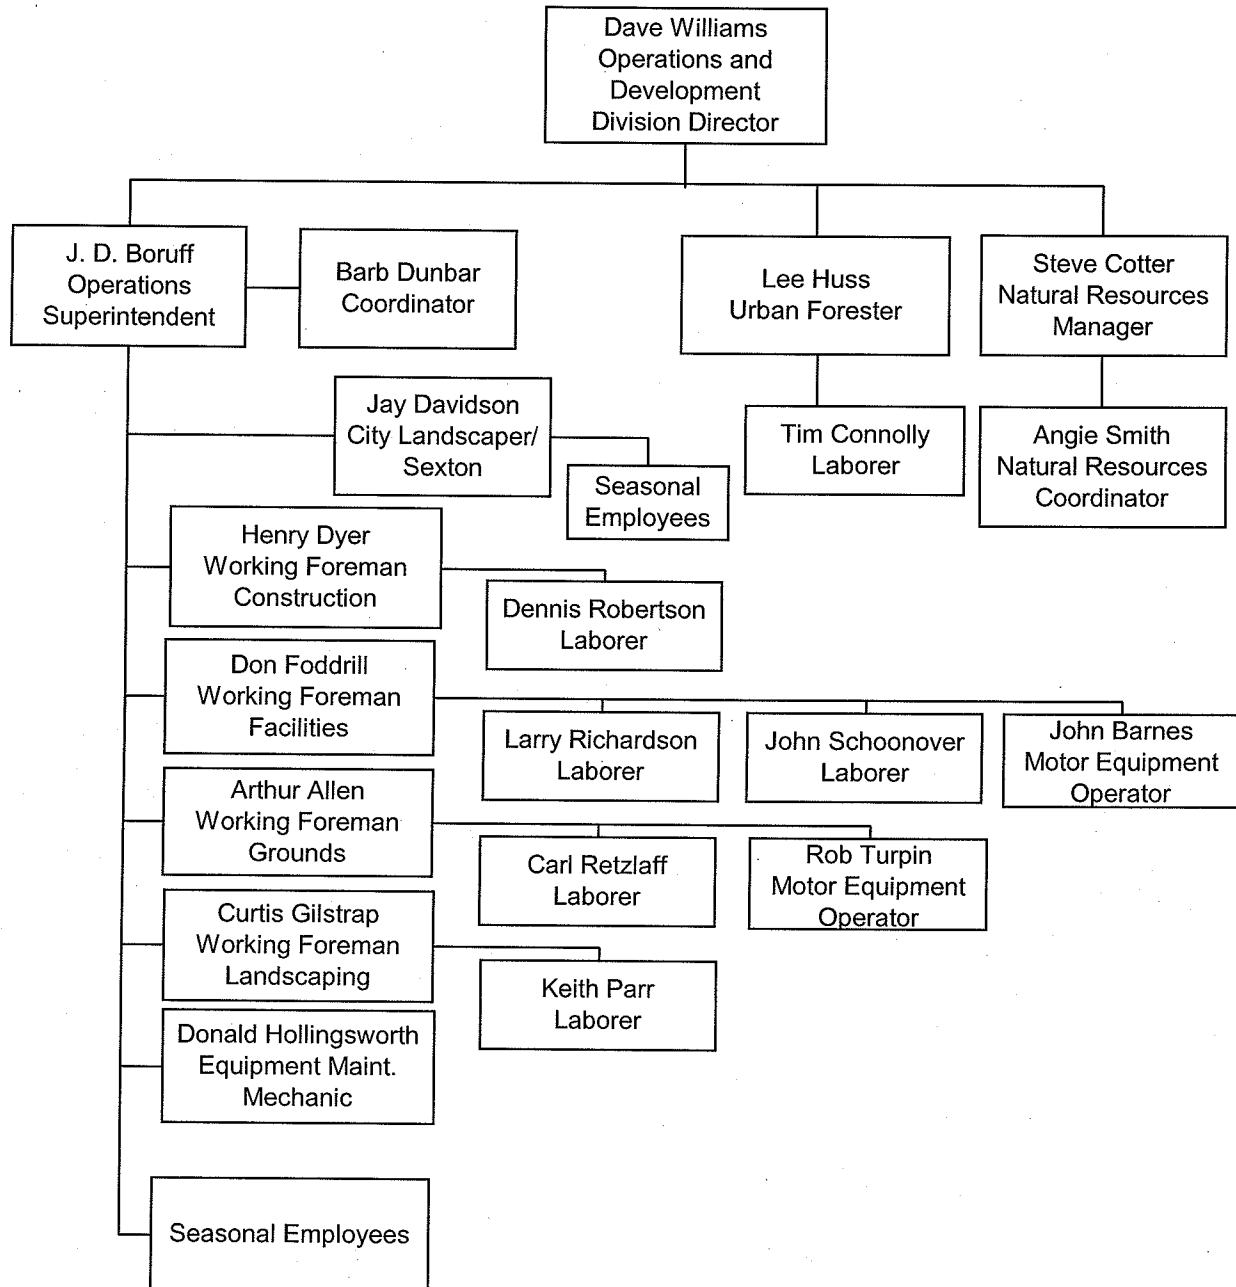 Dave Williams
Operations and
Development
Division Director
J. D. Boruff
Operations
Superintendent
Barb Dunbar
Coordinator
Lee Huss
Urban Forester
Steve Cotter
Natural Resources
Manager
Jay Davidson
City Landscaper/
Sexton
Seasonal
Employees
Tim Connolly
Laborer
Angie Smith
Natural Resources
Coordinator
Henry Dyer
Working Foreman
Construction
Dennis Robertson
Laborer
Don Foddrill
Working Foreman
Facilities
Larry Richardson
Laborer
John Schoonover
Laborer
John Barnes
Motor Equipment
Operator
Arthur Allen
Working Foreman
Grounds
Carl Retzlaff
Laborer
Rob Turpin
Motor Equipment
Operator
Curtis Gilstrap
Working Foreman
Landscaping
Keith Parr
Laborer
Donald Hollingsworth
Equipment Maint.
Mechanic
Seasonal Employees